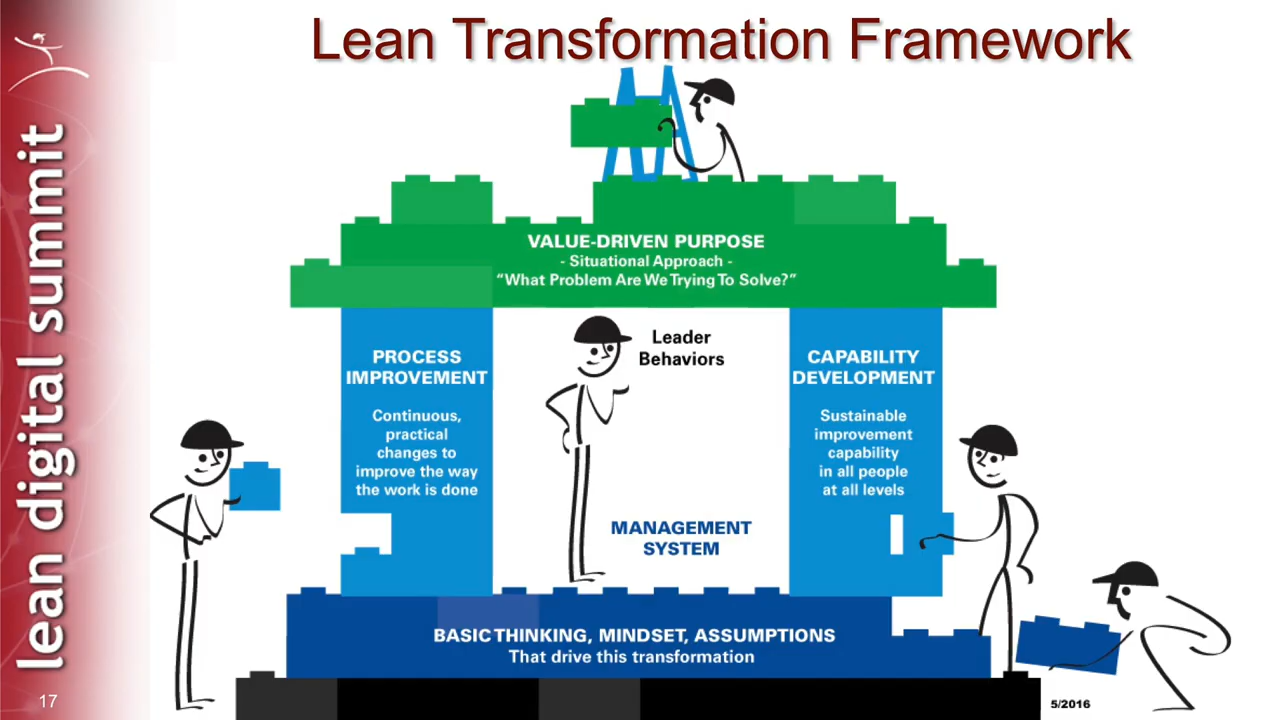 Lean Transformation Framework
lean digital summit
VALUE-DRIVEN PURPOSE
- Situational Approach -
“What Problem Are We Trying To Solve?”
PROCESS
IMPROVEMENT
Continuous,
practical
changes to
improve the way
the work is done
Leader
Behaviors
MANAGEMENT
SYSTEM
CAPABILITY
DEVELOPMENT
Sustainable
improvement
capability
in all people
at all levels
BASIC THINKING, MINDSET, ASSUMPTIONS
That drive this transformation
17
5/2016